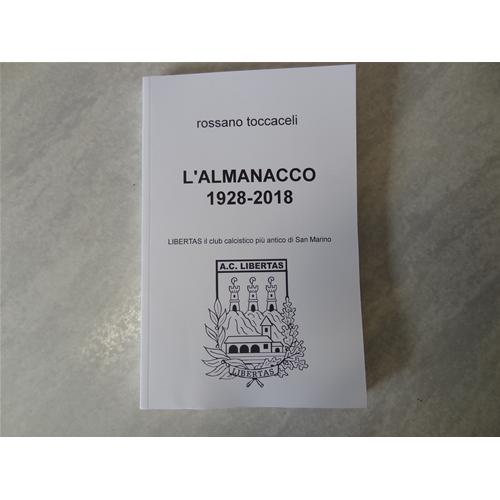 rossano toccaceli
L'ALMANACCO
1928-2018
LIBERTAS il club calcistico più antico di San Marino
A.C. LIBERTAS
LIBERTAS